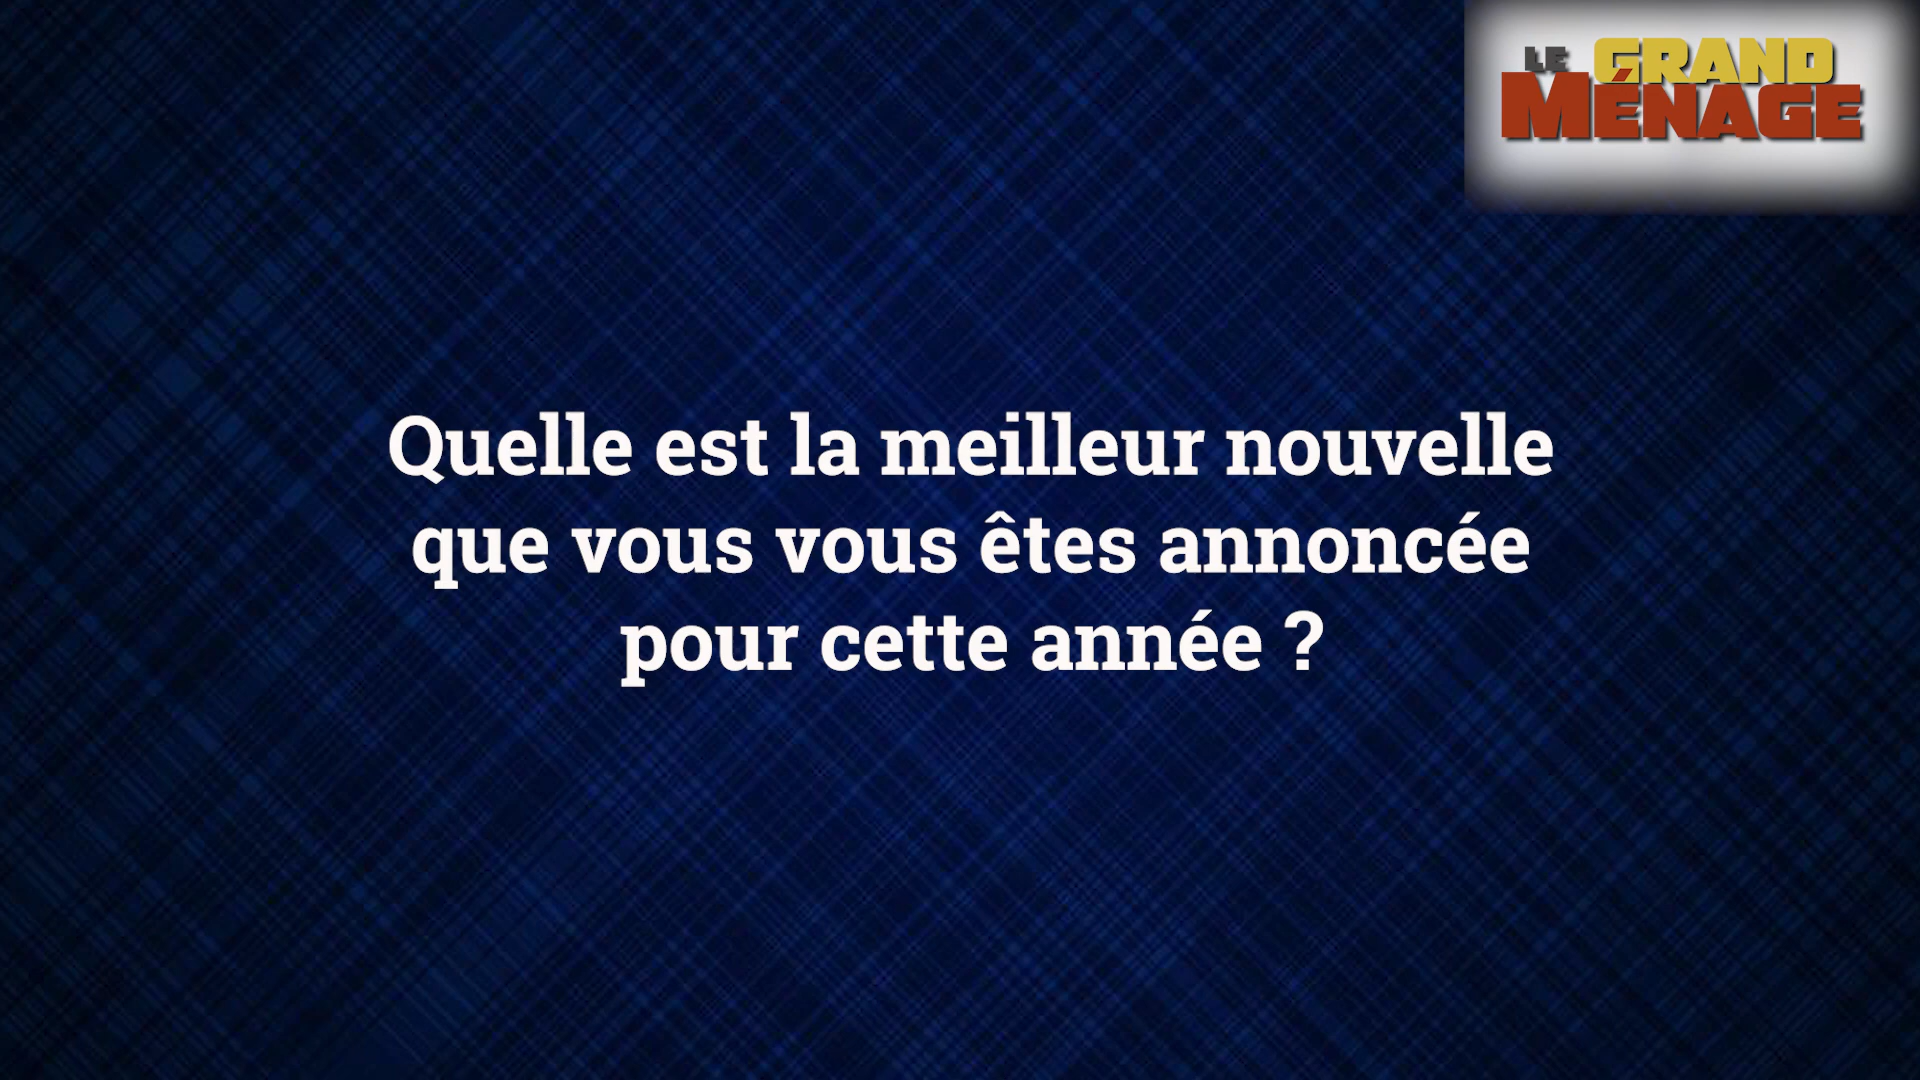 LE GRAND
MÉNAGE
Quelle est la meilleur nouvelle
que vous vous êtes annoncée
pour cette année ?